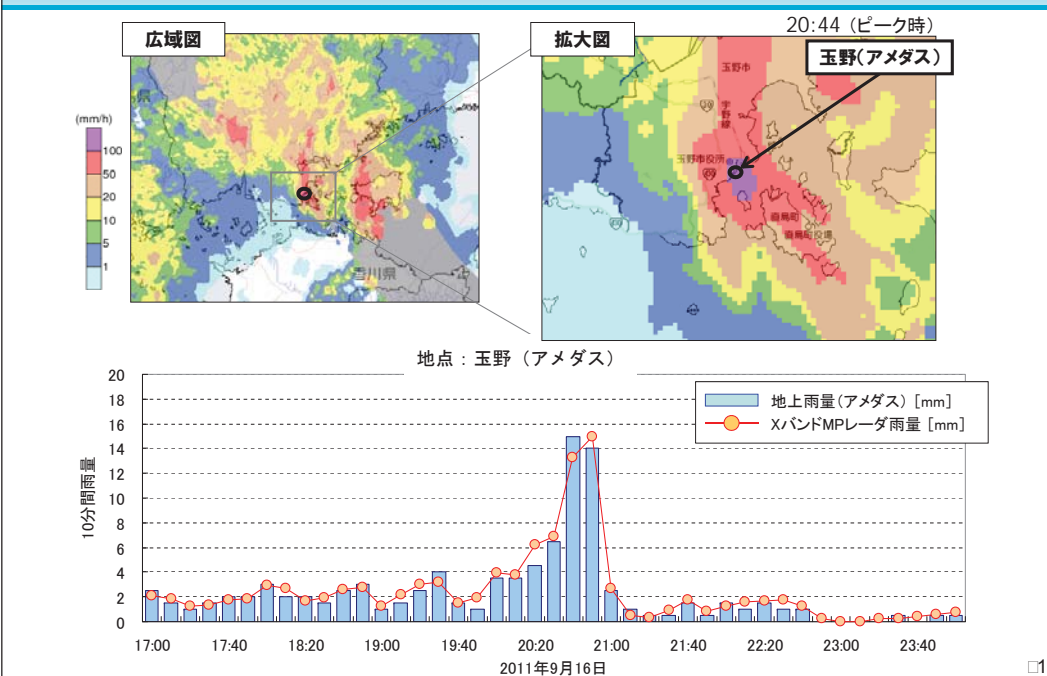 20:44 (ピーク時)
広域図
拡大図
玉野(アメダス)
(mm/h)
100
50
20
10
5
1
香川県
玉野市
宇野線
玉野市役所
直島町
直島町役場
地点：玉野（アメダス）
地上雨量(アメダス) [mm]
XバンドMPレーダ雨量 [mm]
10分間雨量
20
18
16
14
12
10
8
6
4
2
0
17:00 17:40 18:20 19:00 19:40 20:20 21:00 21:40 22:20 23:00 23:40
2011年9月16日
□1